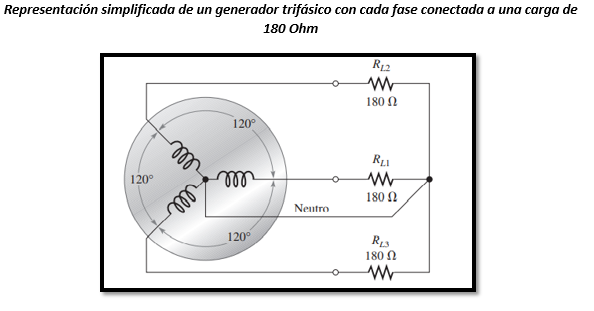 Representación simplificada de un generador trifásico con cada fase conectada a una carga de
180 Ohm
R_{L2}
180 Ω
120°
R_{L1}
120°
180 Ω
Neutro
120°
R_{L3}
180 Ω